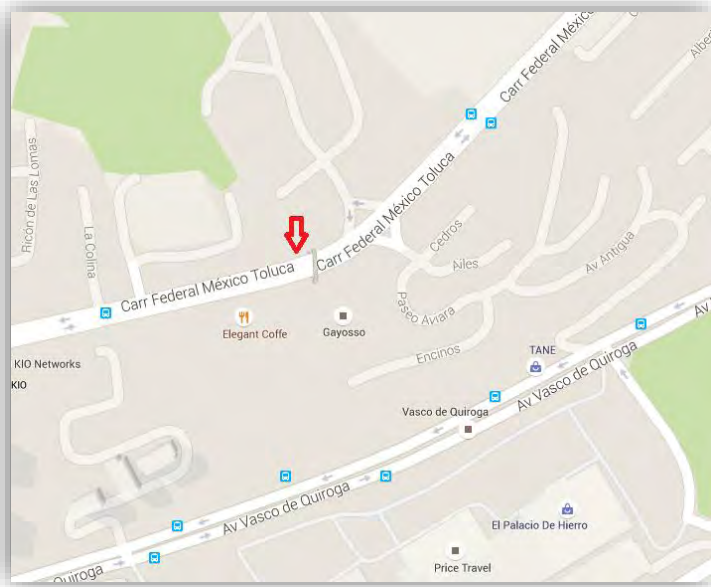 Carr Federal México
Albe
Ricón de Las Lomas
La Colina
Carr Federal México Toluca
Carr Federal México Toluca
Cedros
Ailes
Av Antigua
Paseo Aviara
Elegant Coffe
Gayosso
Encinos
TANE
Av V
KIO Networks
KIO
Av Vasco de Quiroga
Vasco de Quiroga
Av Vasco de Quiroga
El Palacio De Hierro
Quiroga
Price Travel